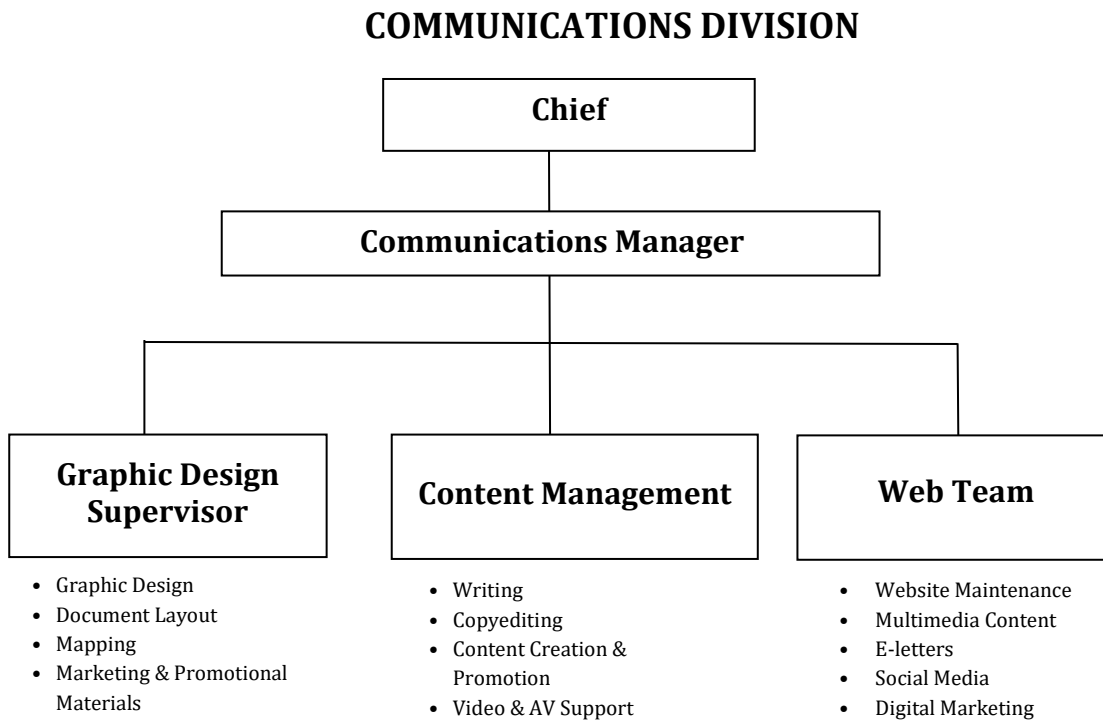 COMMUNICATIONS DIVISION
Chief
Communications Manager
Graphic Design
Supervisor
• Graphic Design
• Document Layout
• Mapping
• Marketing & Promotional
Materials
Content Management
• Writing
• Copyediting
• Content Creation &
Promotion
• Video & AV Support
Web Team
• Website Maintenance
• Multimedia Content
• E-letters
• Social Media
• Digital Marketing